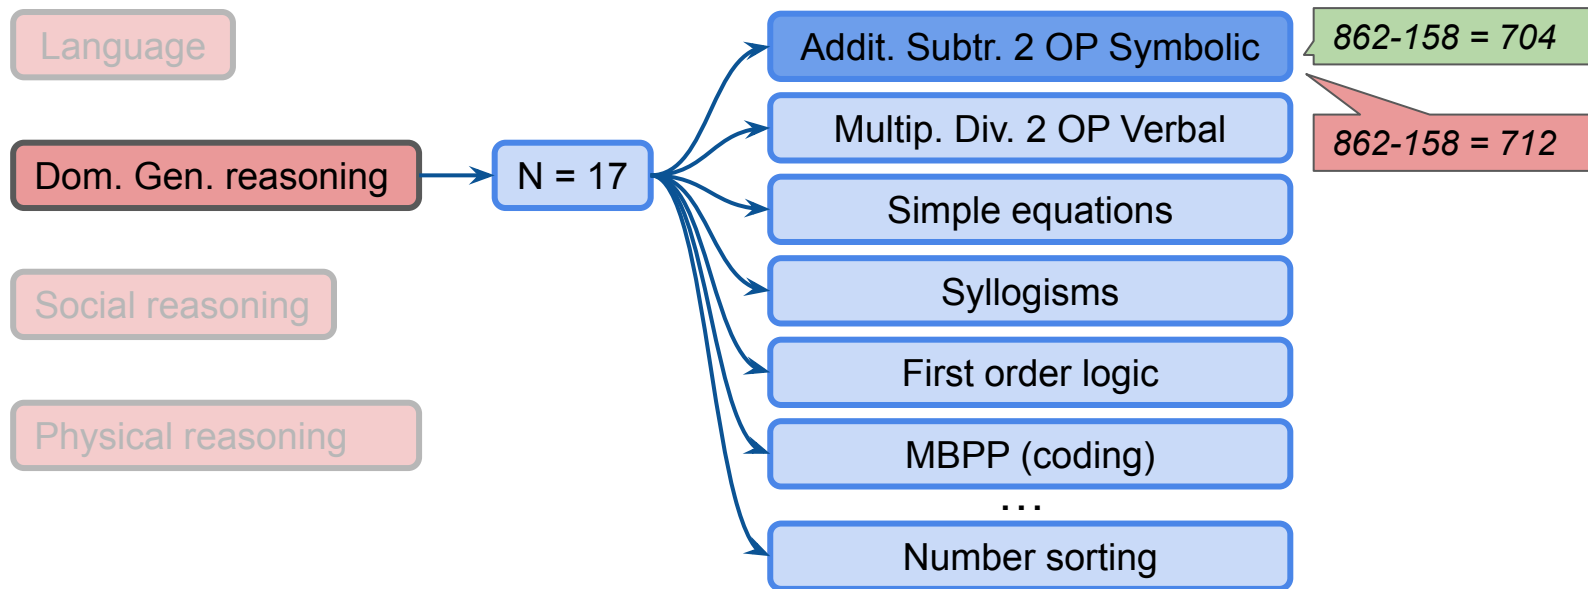 Language
Dom. Gen. reasoning
Social reasoning
Physical reasoning
N = 17
Addit. Subtr. 2 OP Symbolic
Multip. Div. 2 OP Verbal
Simple equations
Syllogisms
First order logic
MBPP (coding)
...
Number sorting
862-158 = 704
862-158 = 712